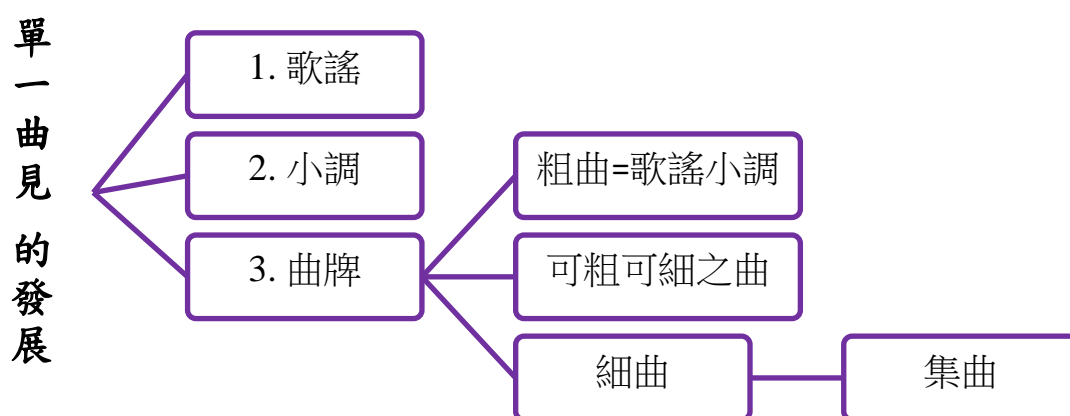 單一曲見 的發展
1. 歌謠
2. 小調
3. 曲牌
粗曲=歌謠小調
可粗可細之曲
細曲
集曲